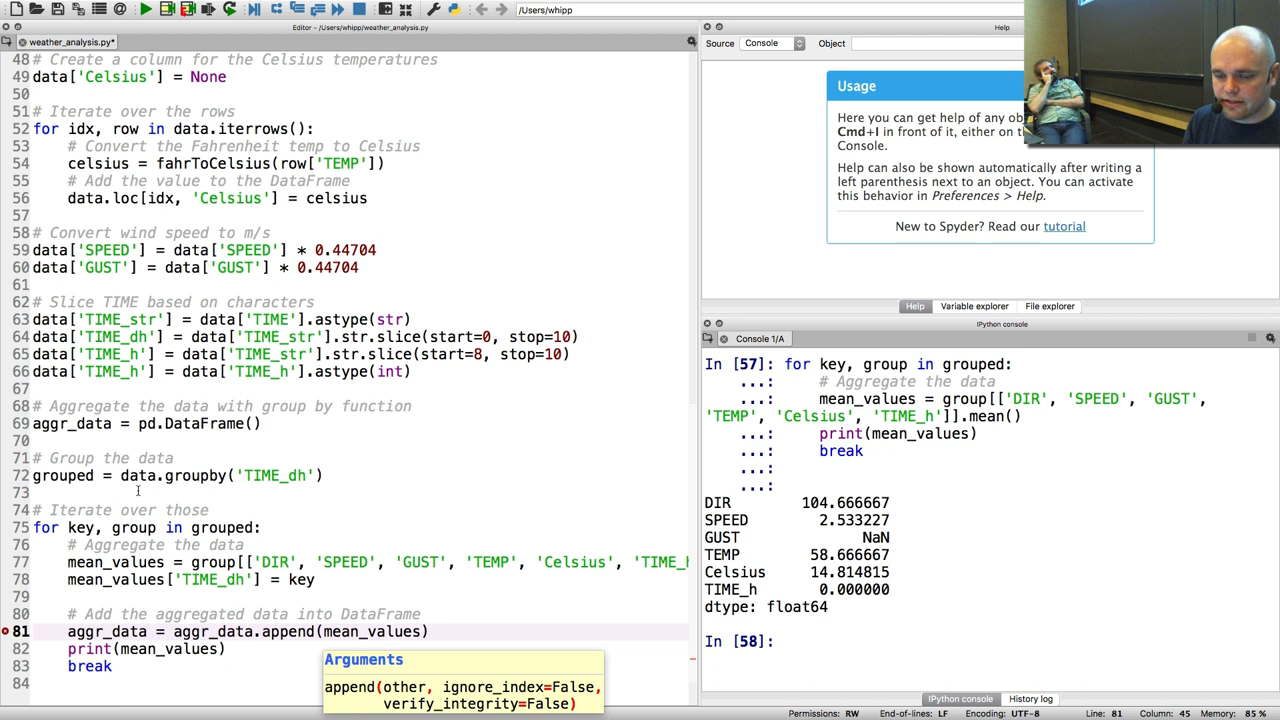 /Users/whipp
Editor - /Users/whipp/weather_analysis.py
weather_analysis.py*
48 # Create a column for the Celsius temperatures
49 data['Celsius'] = None
50
51 # Iterate over the rows
52 for idx, row in data.iterrows():
53 # Convert the Fahrenheit temp to Celsius
54 celsius = fahrToCelsius(row['TEMP'])
55 # Add the value to the DataFrame
56 data.loc[idx, 'Celsius'] = celsius
57
58 # Convert wind speed to m/s
59 data['SPEED'] = data['SPEED'] * 0.44704
60 data['GUST'] = data['GUST'] * 0.44704
61
62 # Slice TIME based on characters
63 data['TIME_str'] = data['TIME'].astype(str)
64 data['TIME_dh'] = data['TIME_str'].str.slice(start=0, stop=10)
65 data['TIME_h'] = data['TIME_str'].str.slice(start=8, stop=10)
66 data['TIME_h'] = data['TIME_h'].astype(int)
67
68 # Aggregate the data with group by function
69 aggr_data = pd.DataFrame()
70
71 # Group the data
72 grouped = data.groupby('TIME_dh')
73
74 # Iterate over those
75 for key, group in grouped:
76 # Aggregate the data
77 mean_values = group[['DIR', 'SPEED', 'GUST', 'TEMP', 'Celsius', 'TIME_h
78 mean_values['TIME_dh'] = key
79
80 # Add the aggregated data into DataFrame
81 aggr_data = aggr_data.append(mean_values)
82 print(mean_values)
83 break
84
Arguments
append(other, ignore_index=False,
verify_integrity=False)
Help
Source Console Object
Usage
Here you can get help of any obj
Cmd+I in front of it, either on th
Console.
Help can also be shown automatically after writing a
left parenthesis next to an object. You can activate
this behavior in Preferences > Help.
New to Spyder? Read our tutorial
Help Variable explorer File explorer
IPython console
Console 1/A
In [57]: for key, group in grouped:
...: # Aggregate the data
...: mean_values = group[['DIR', 'SPEED', 'GUST',
'TEMP', 'Celsius', 'TIME_h']].mean()
...: print(mean_values)
...: break
...:
...:
DIR 104.666667
SPEED 2.533227
GUST NaN
TEMP 58.666667
Celsius 14.814815
TIME_h 0.000000
dtype: float64
In [58]:
IPython console History log
Permissions: RW End-of-lines: LF Encoding: UTF-8 Line: 81 Column: 45 Memory: 85 %